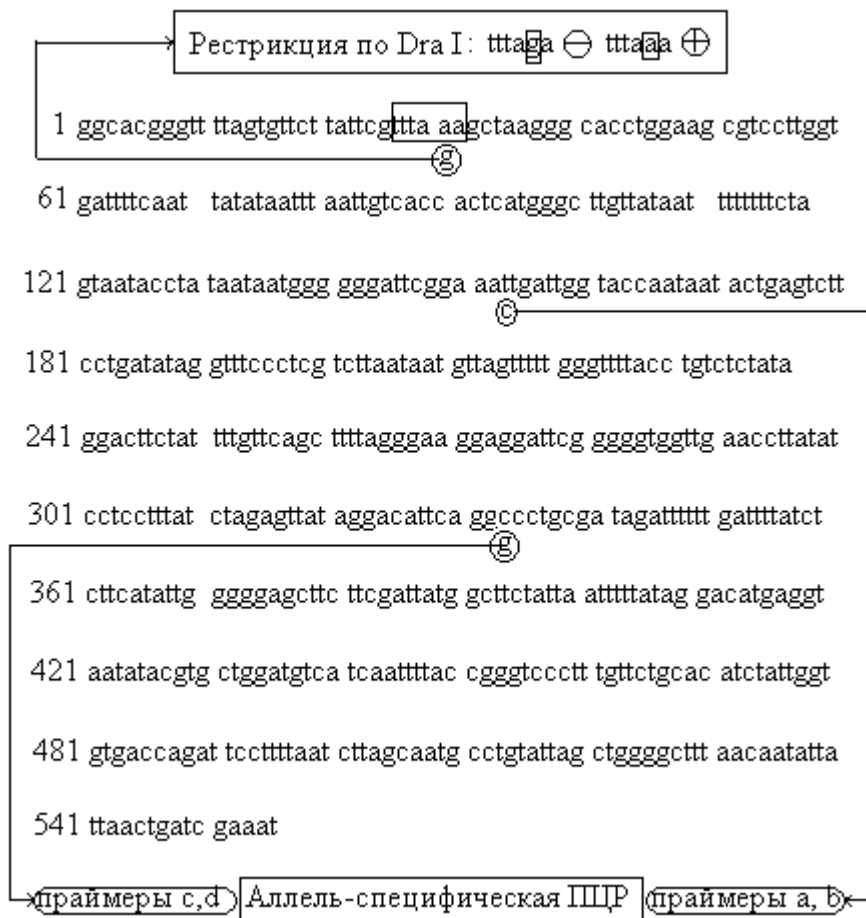 Рестрикция по Dra I: tttaga ⊖ tttaaa ⊕
1 ggcacgggtt ttagtgttct tattcgttta aagctaaggg cacctggaag cgtccttggt
g
61 gattttcaat tatataattt aattgtcacc actcatgggc ttgttataat tttttttcta
121 gtaataccta taataatggg gggattcgga aattgattgg taccaataat actgagtctt
c
181 cctgatatag gtttccctcg tcttaataat gttagttttt gggttttacc tgtctctata
241 ggacttctat tttgttcagc ttttagggaa ggaggattcg ggggtggttg aaccttatat
301 cctcctttat ctagagttat aggacattca ggccctgcga tagatttttt gattttatct
g
361 cttcatattg ggggagcttc ttcgattatg gcttctatta atttttatag gacatgaggt
421 aatatacgtg ctggatgtca tcaattttac cgggtccctt tgttctgcac atctattggt
481 gtgaccagat tccttttaat cttagcaatg cctgtattag ctggggcttt aacaatatta
541 ttaactgatc gaaat
праймеры c,d Аллель-специфическая ПЦР праймеры a, b